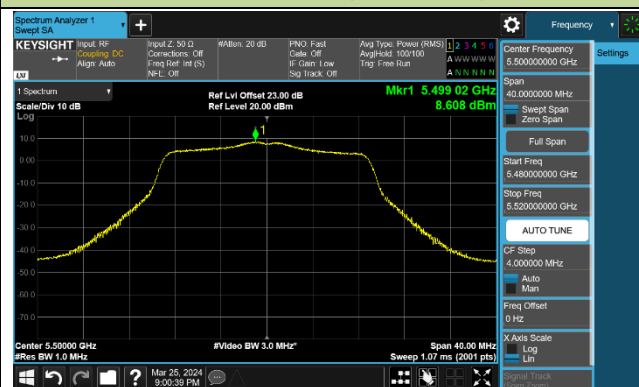 Spectrum Analyzer 1
Swept SA
+
Frequency
KEYSIGHT
Input: RF
Coupling: DC
Align: Auto
Input Z: 50 Ω
Corrections: Off
Freq Ref: Int (S)
NFE: Off
#Atten: 20 dB
PNO: Fast
Gate: Off
IF Gain: Low
Sig Track: Off
Avg Type: Power (RMS)
Avg|Hold: 100/100
Trig: Free Run
1 2 3 4 5 6
A W W W W W
A N N N N N
LXI
1 Spectrum
Scale/Div 10 dB
Log
Ref Lvl Offset 23.00 dB
Ref Level 20.00 dBm
Mkr1 5.499 02 GHz
8.608 dBm
1
10.0
0.00
-10.0
-20.0
-30.0
-40.0
-50.0
-60.0
-70.0
Center 5.50000 GHz
#Res BW 1.0 MHz
#Video BW 3.0 MHz*
Span 40.00 MHz
Sweep 1.07 ms (2001 pts)
Mar 25, 2024
9:00:39 PM
?
Center Frequency
5.500000000 GHz
Settings
Span
40.0000000 MHz
Swept Span
Zero Span
Full Span
Start Freq
5.480000000 GHz
Stop Freq
5.520000000 GHz
AUTO TUNE
CF Step
4.000000 MHz
Auto
Man
Freq Offset
0 Hz
X Axis Scale
Log
Lin
Signal Track
(Span Zoom)